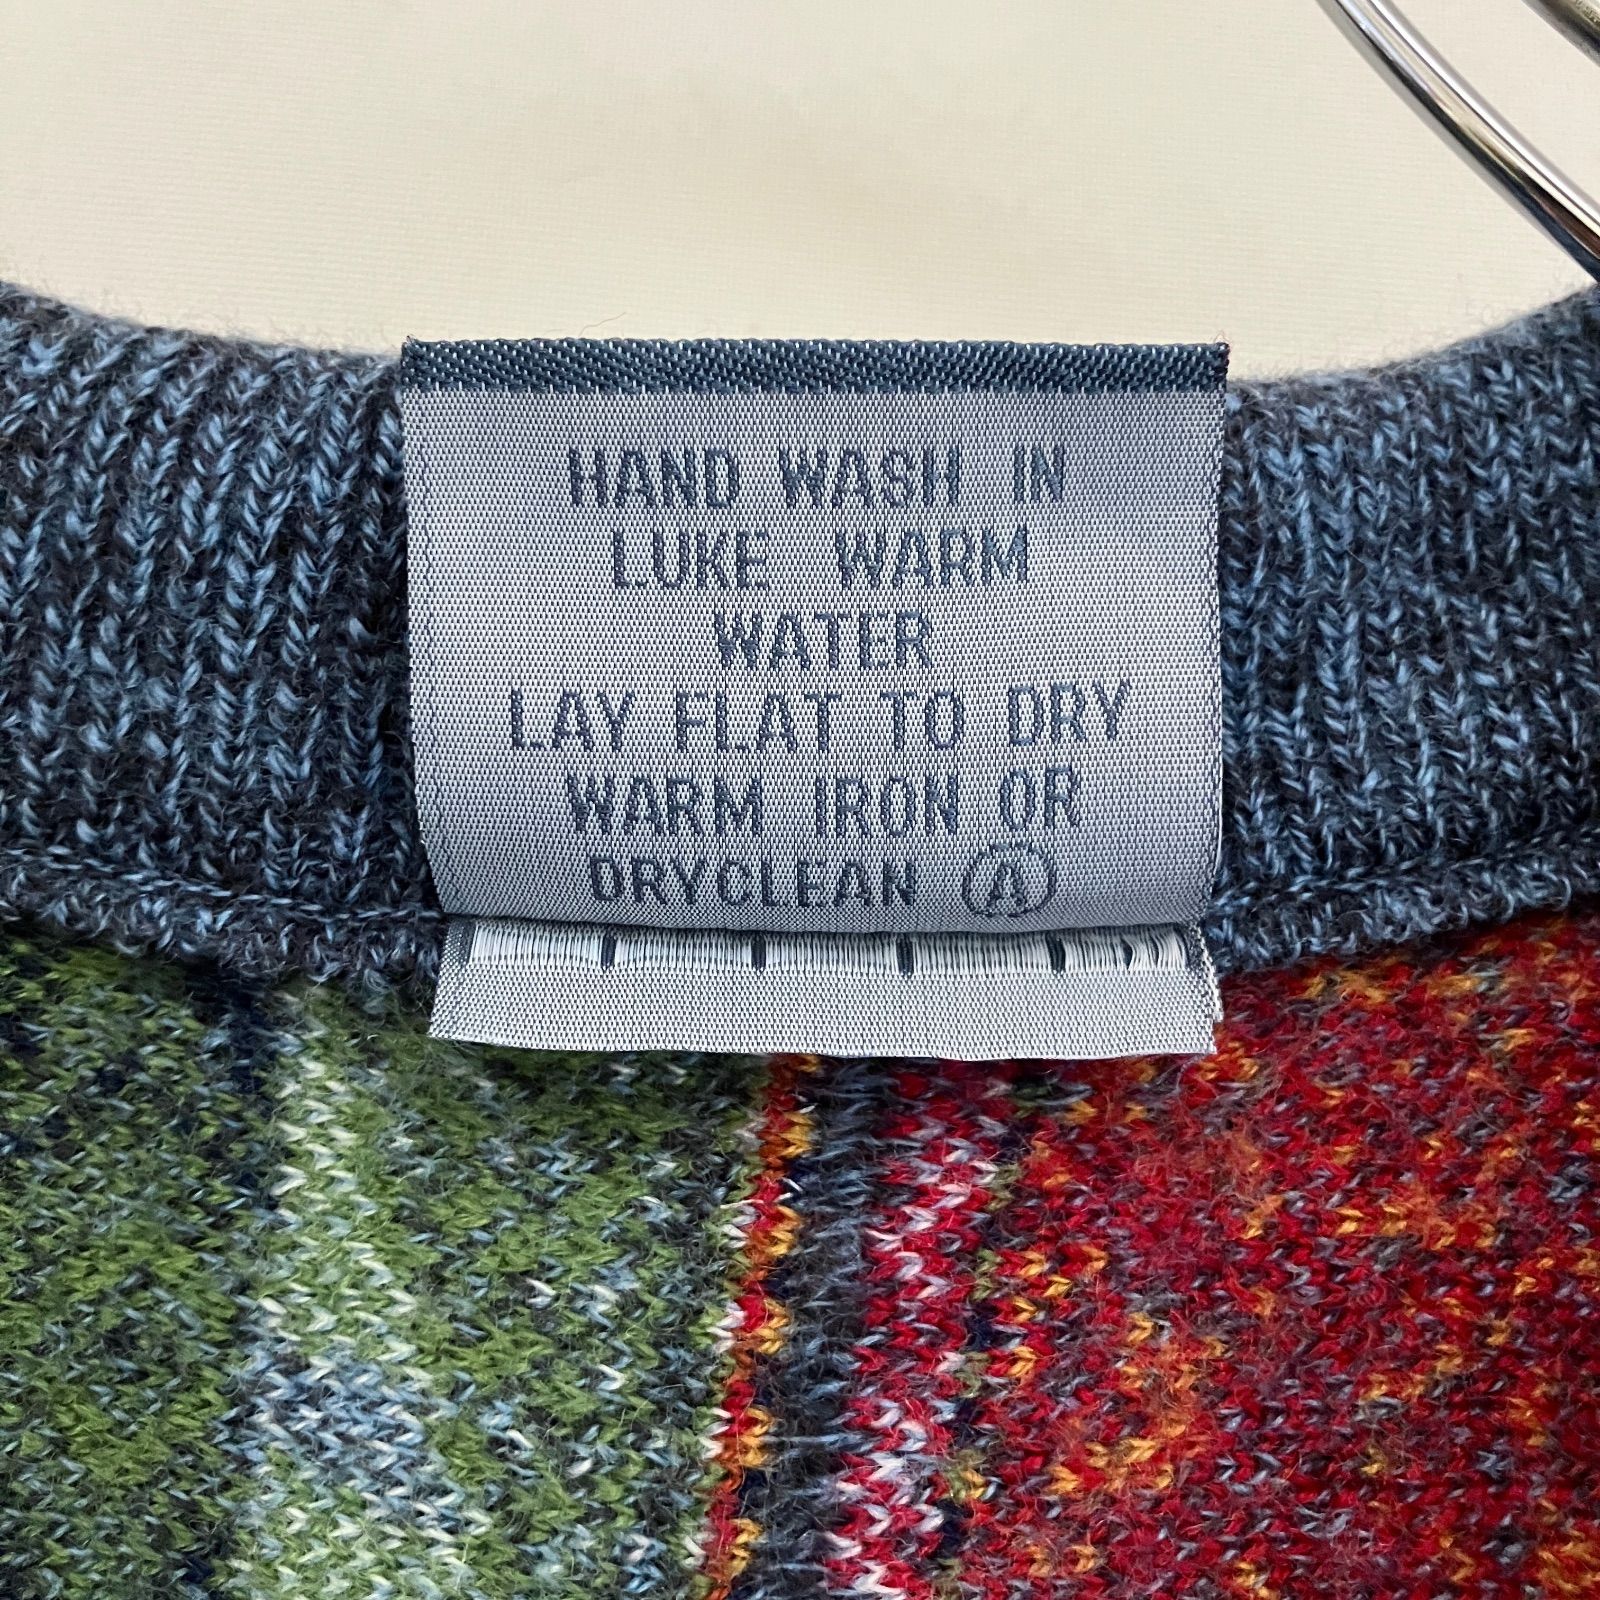 HAND WASH IN
LUKE WARM
WATER
LAY FLAT TO DRY
WARM IRON OR
DRYCLEAN Ⓐ